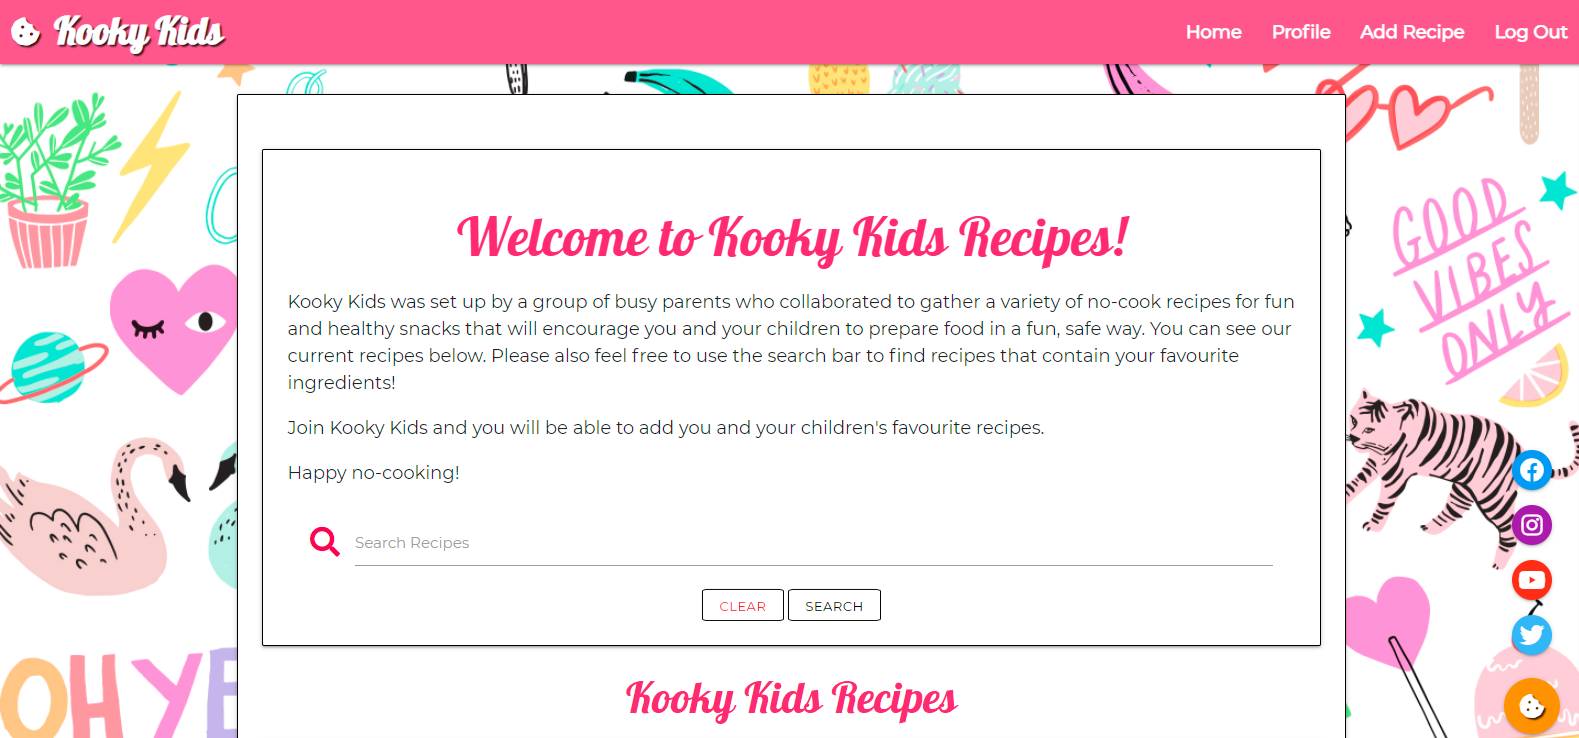 Kooky Kids
Home Profile Add Recipe Log Out
GOOD
VIBES
ONLY
Welcome to Kooky Kids Recipes!
Kooky Kids was set up by a group of busy parents who collaborated to gather a variety of no-cook recipes for fun
and healthy snacks that will encourage you and your children to prepare food in a fun, safe way. You can see our
current recipes below. Please also feel free to use the search bar to find recipes that contain your favourite
ingredients!
Join Kooky Kids and you will be able to add you and your children's favourite recipes.
Happy no-cooking!
Search Recipes
CLEAR SEARCH
OH YE
Kooky Kids Recipes